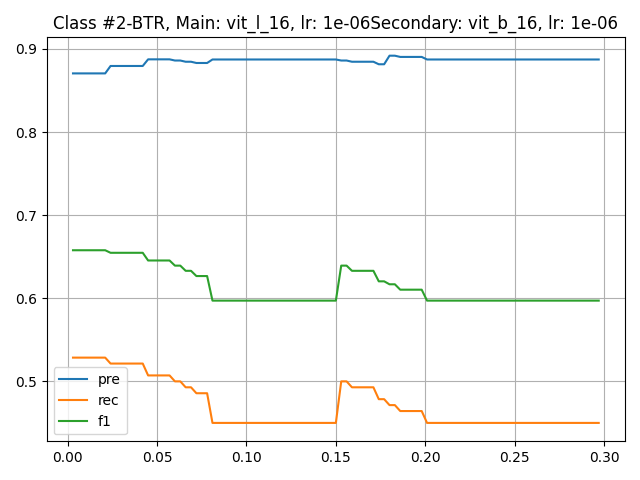 Class #2-BTR, Main: vit_l_16, lr: 1e-06Secondary: vit_b_16, lr: 1e-06
0.9
0.8
0.7
0.6
0.5
pre
rec
f1
0.00 0.05 0.10 0.15 0.20 0.25 0.30